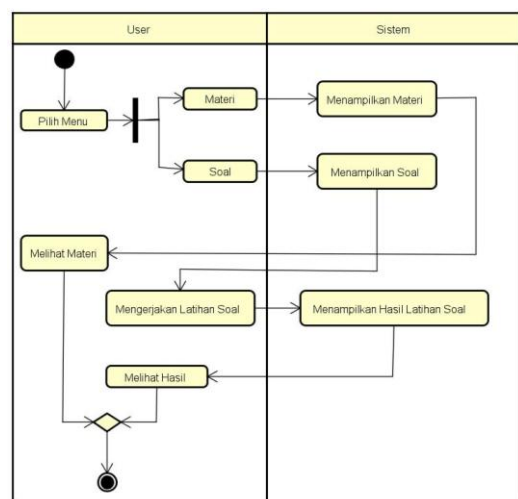 User
Sistem
Pilih Menu
Materi
Menampilkan Materi
Soal
Menampilkan Soal
Melihat Materi
Mengerjakan Latihan Soal
Menampilkan Hasil Latihan Soal
Melihat Hasil